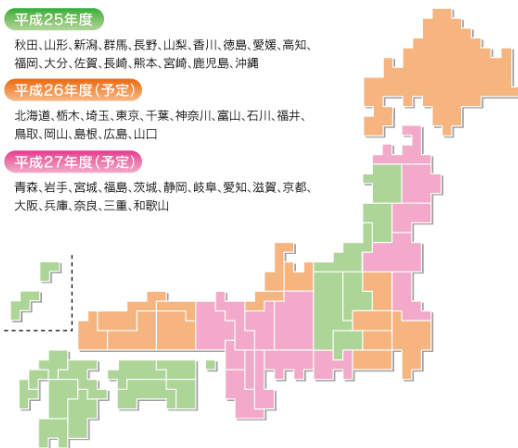 平成25年度
秋田、山形、新潟、群馬、長野、山梨、香川、徳島、愛媛、高知、
福岡、大分、佐賀、長崎、熊本、宮崎、鹿児島、沖縄
平成26年度(予定)
北海道、栃木、埼玉、東京、千葉、神奈川、富山、石川、福井、
鳥取、岡山、島根、広島、山口
平成27年度(予定)
青森、岩手、宮城、福島、茨城、静岡、岐阜、愛知、滋賀、京都、
大阪、兵庫、奈良、三重、和歌山